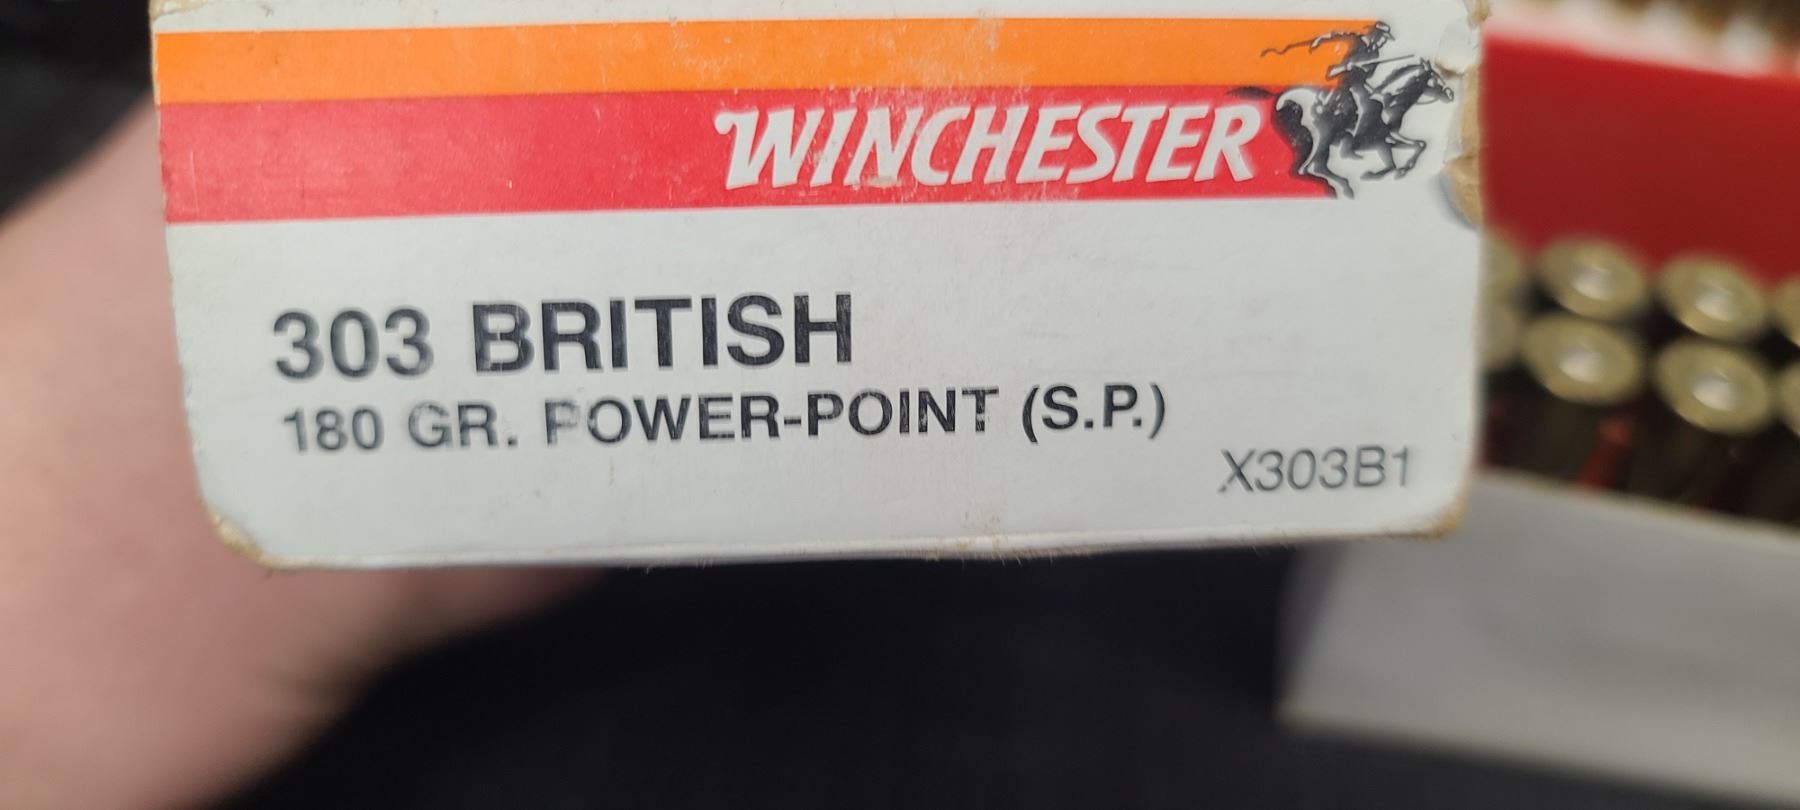 WINCHESTER
303 BRITISH
180 GR. POWER-POINT (S.P.)
X303B1